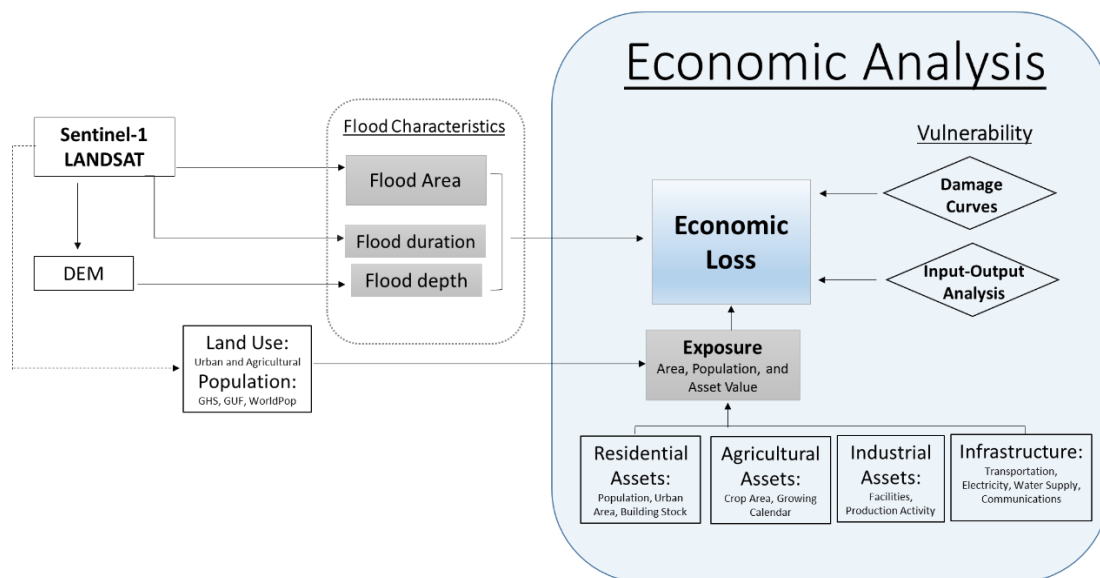 Economic Analysis
Sentinel-1
LANDSAT
DEM
Flood Characteristics
Flood Area
Flood duration
Flood depth
Land Use:
Urban and Agricultural
Population:
GHS, GUF, WorldPop
Vulnerability
Damage
Curves
Input-Output
Analysis
Economic
Loss
Exposure
Area, Population, and
Asset Value
Residential
Assets:
Population, Urban
Area, Building Stock
Agricultural
Assets:
Crop Area, Growing
Calendar
Industrial
Assets:
Facilities,
Production Activity
Infrastructure:
Transportation,
Electricity, Water Supply,
Communications